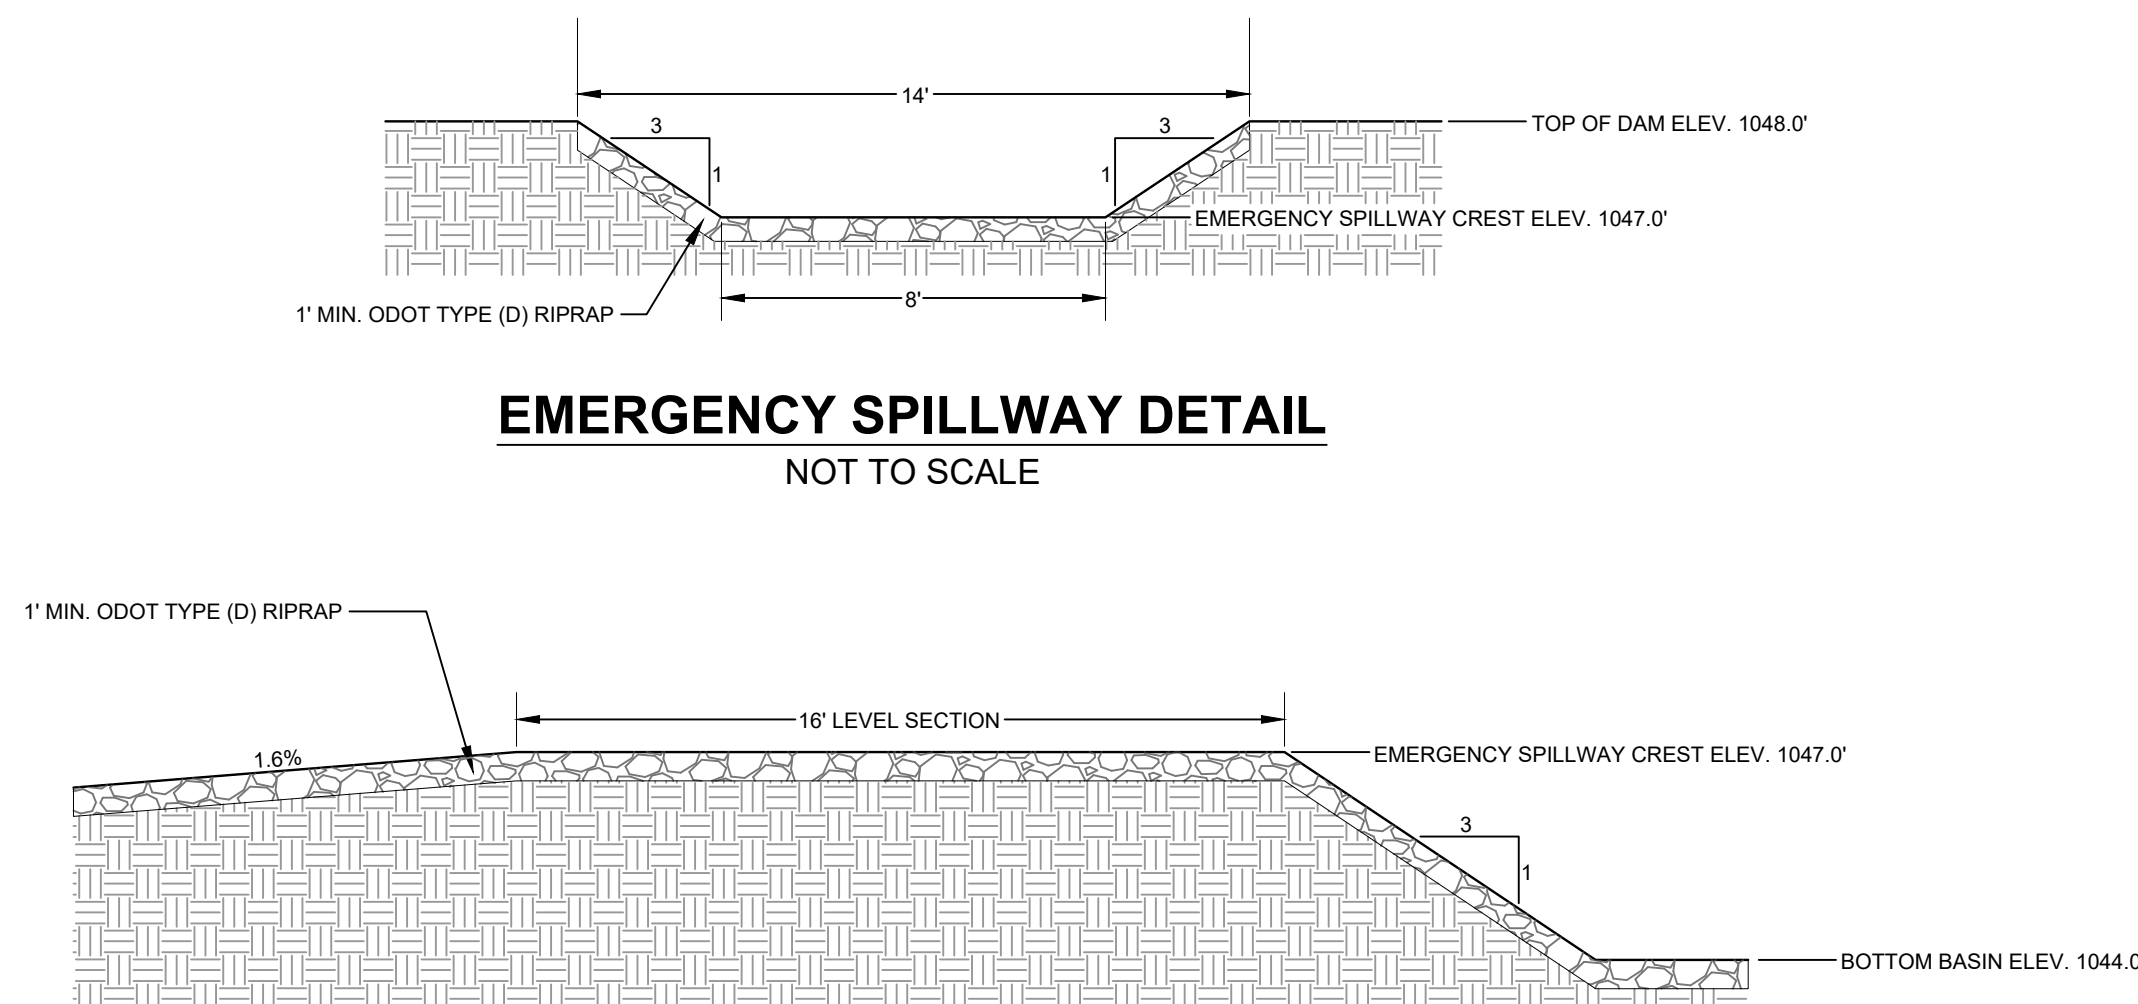 14'
3
3
TOP OF DAM ELEV. 1048.0'
1
1
EMERGENCY SPILLWAY CREST ELEV. 1047.0'
8'
1' MIN. ODOT TYPE (D) RIPRAP
EMERGENCY SPILLWAY DETAIL
NOT TO SCALE
1' MIN. ODOT TYPE (D) RIPRAP
16' LEVEL SECTION
1.6%
EMERGENCY SPILLWAY CREST ELEV. 1047.0'
3
1
BOTTOM BASIN ELEV. 1044.0